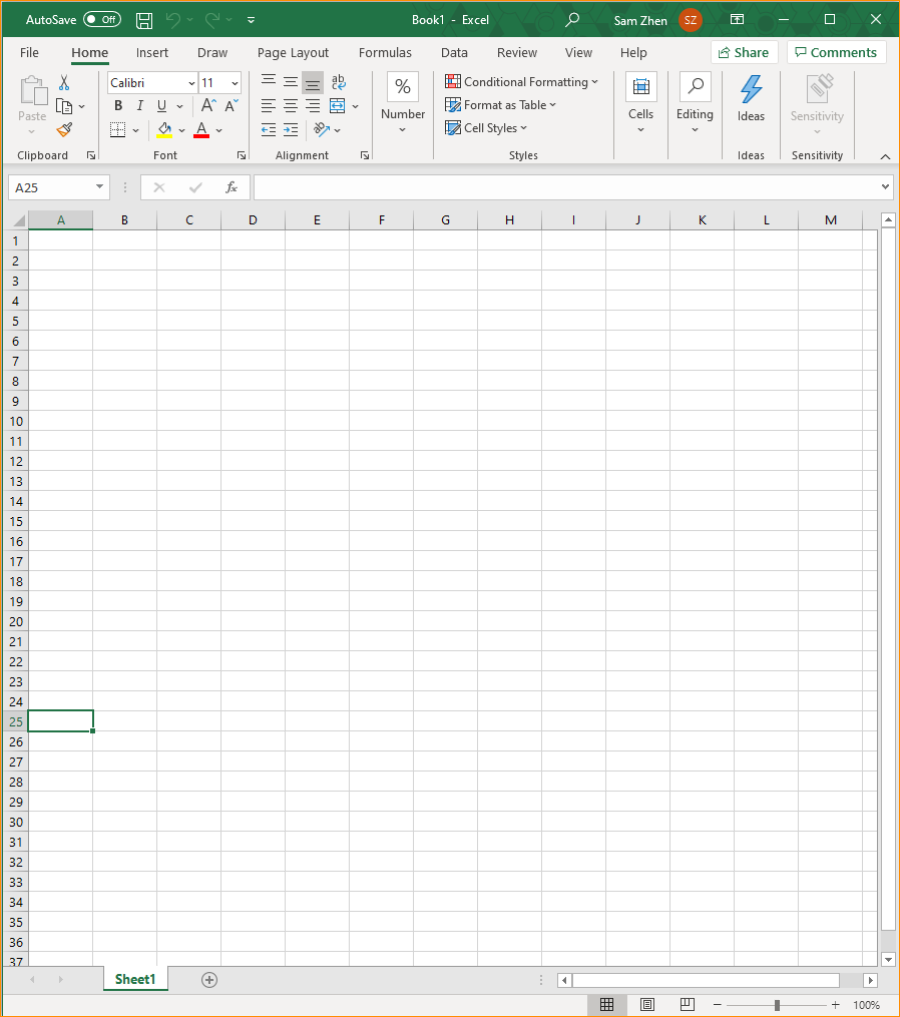 AutoSave Off Book1 - Excel Sam Zhen SZ
File Home Insert Draw Page Layout Formulas Data Review View Help Share Comments
Paste
Clipboard
Calibri 11
B I U A A
A
Font
ab
Alignment
%
Number
Conditional Formatting
Format as Table
Cell Styles
Styles
Cells
Editing
Ideas
Ideas
Sensitivity
Sensitivity
A25 fx
A B C D E F G H I J K L M
1
2
3
4
5
6
7
8
9
10
11
12
13
14
15
16
17
18
19
20
21
22
23
24
25
26
27
28
29
30
31
32
33
34
35
36
37
Sheet1
100%